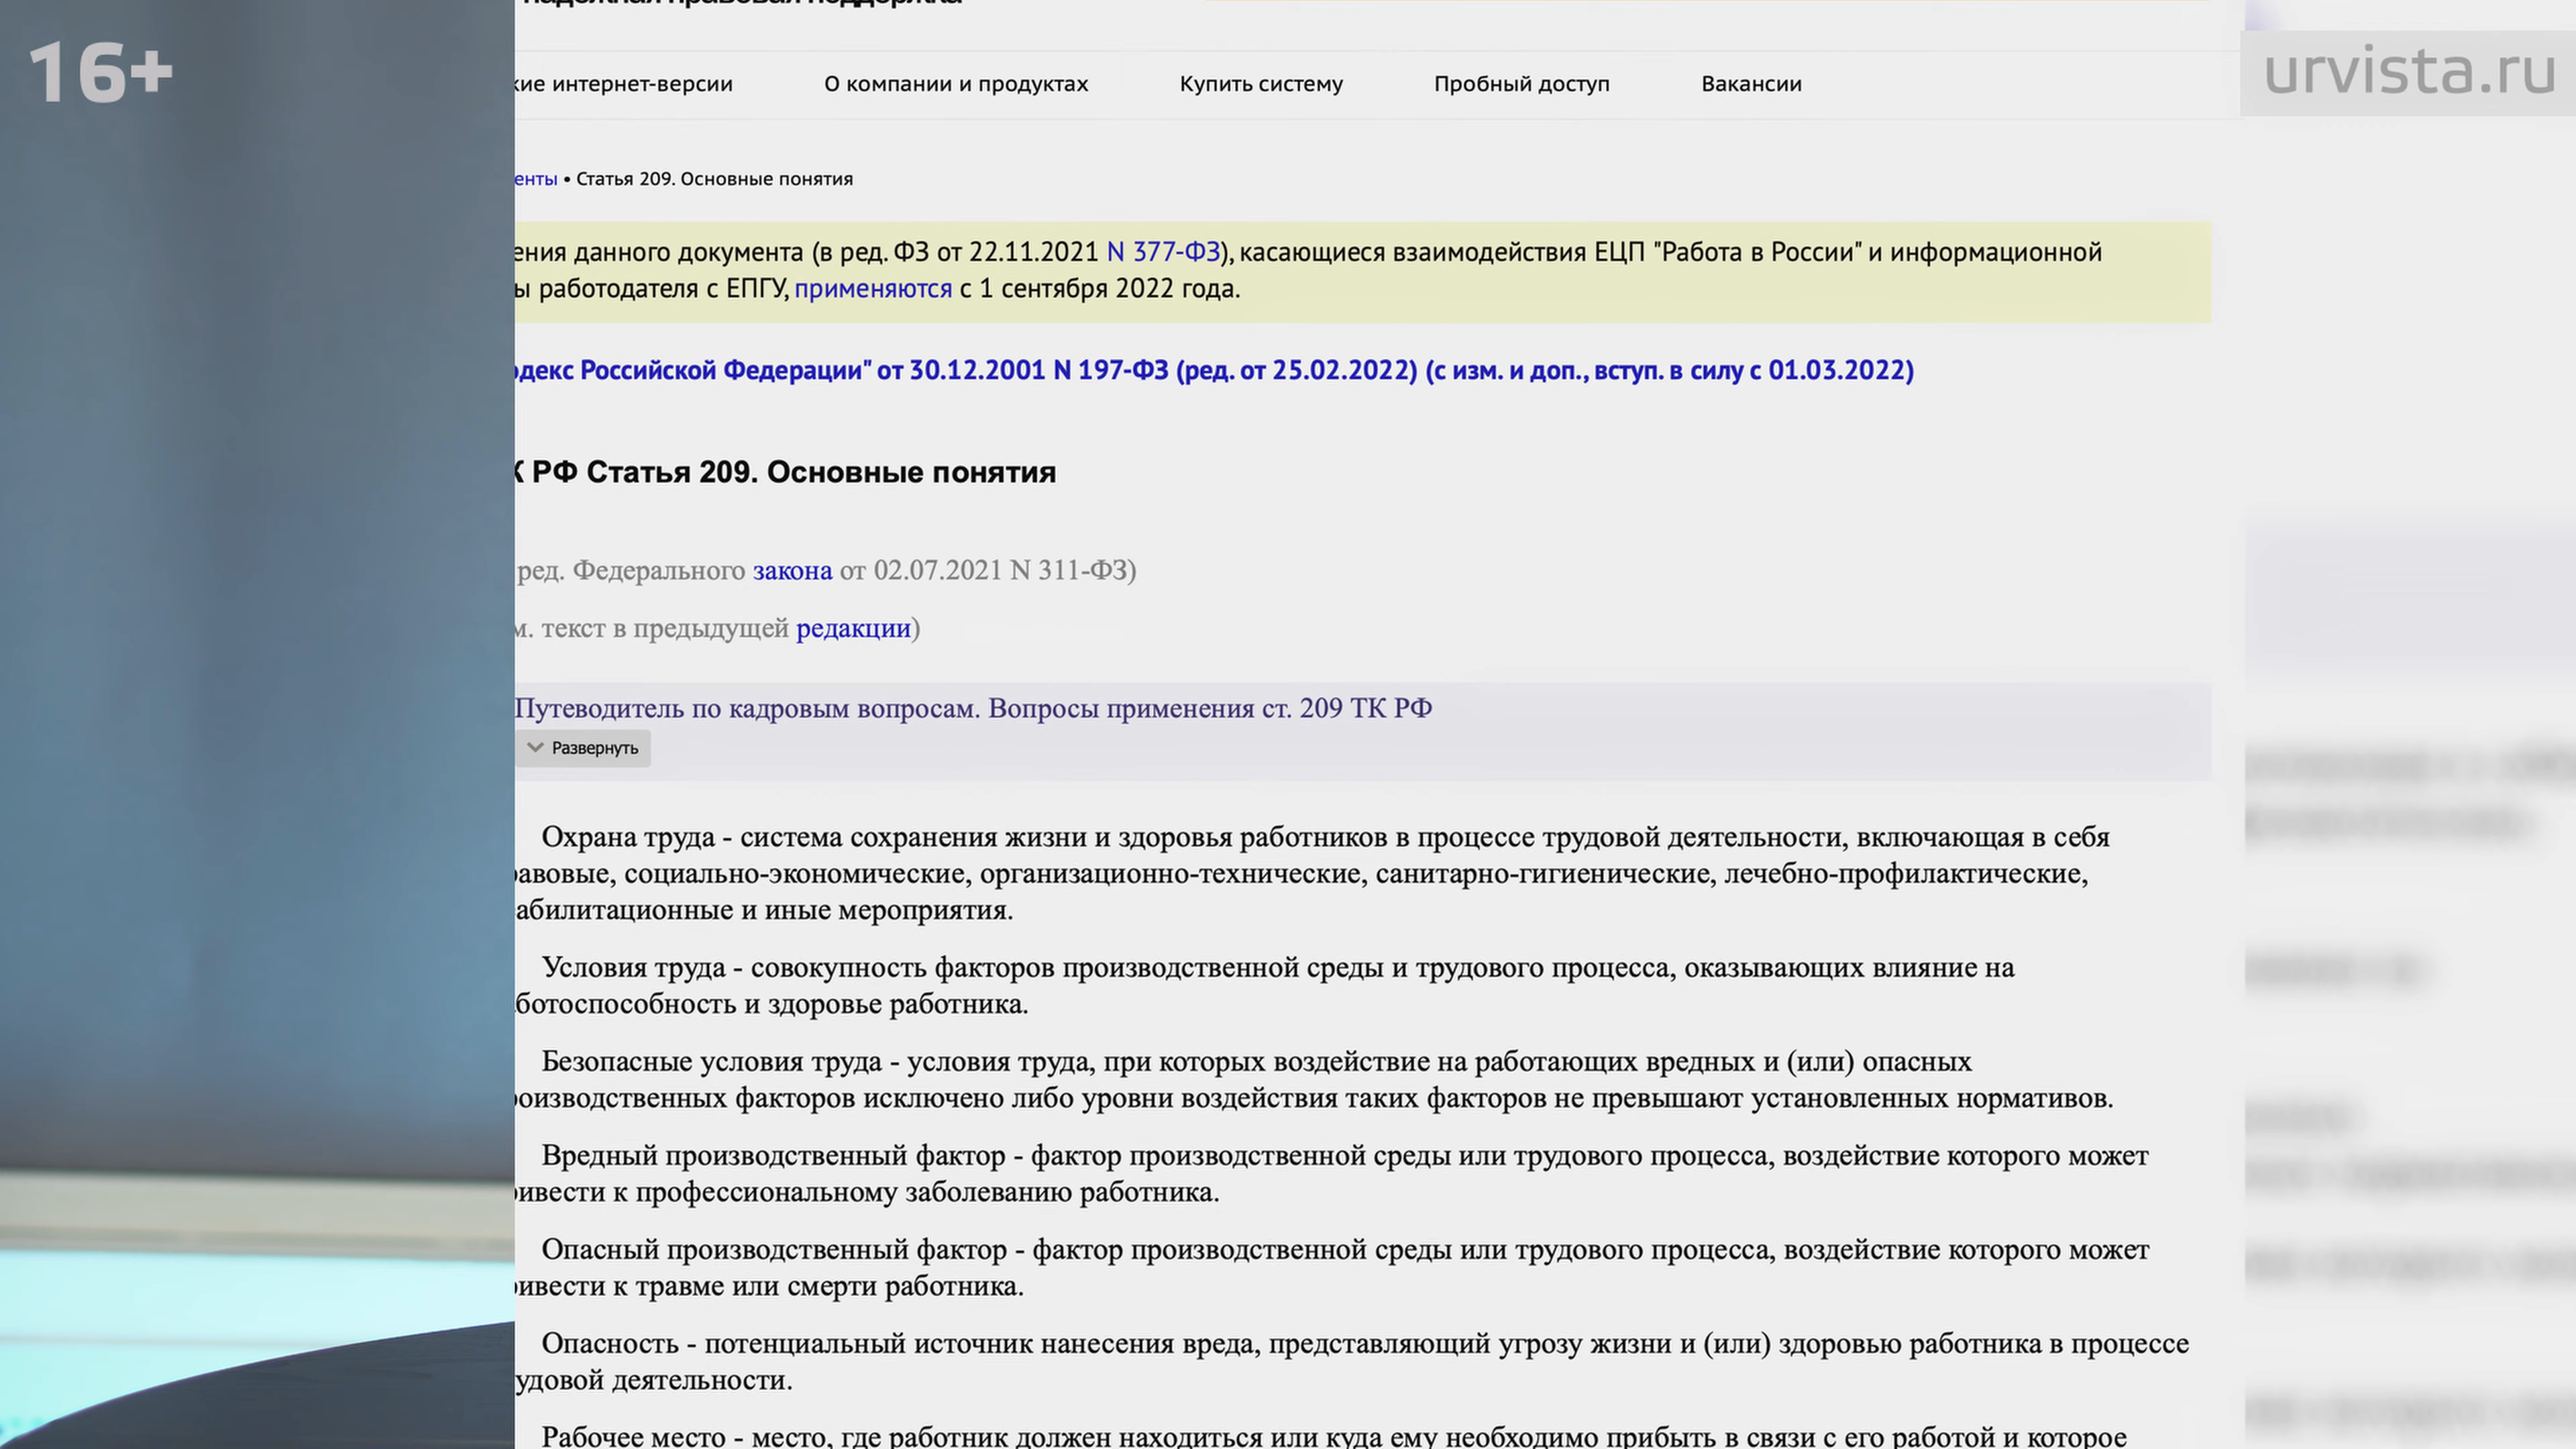 надежная правовая поддержка
16+
urvista.ru
кие интернет-версии О компании и продуктах Купить систему Пробный доступ Вакансии
енты • Статья 209. Основные понятия
ения данного документа (в ред. ФЗ от 22.11.2021 N 377-ФЗ), касающиеся взаимодействия ЕЦП "Работа в России" и информационной
ы работодателя с ЕПГУ, применяются с 1 сентября 2022 года.
одекс Российской Федерации" от 30.12.2001 N 197-ФЗ (ред. от 25.02.2022) (с изм. и доп., вступ. в силу с 01.03.2022)
К РФ Статья 209. Основные понятия
ред. Федерального закона от 02.07.2021 N 311-ФЗ)
м. текст в предыдущей редакции)
Путеводитель по кадровым вопросам. Вопросы применения ст. 209 ТК РФ
Развернуть
Охрана труда - система сохранения жизни и здоровья работников в процессе трудовой деятельности, включающая в себя
равовые, социально-экономические, организационно-технические, санитарно-гигиенические, лечебно-профилактические,
абилитационные и иные мероприятия.
Условия труда - совокупность факторов производственной среды и трудового процесса, оказывающих влияние на
ботоспособность и здоровье работника.
Безопасные условия труда - условия труда, при которых воздействие на работающих вредных и (или) опасных
роизводственных факторов исключено либо уровни воздействия таких факторов не превышают установленных нормативов.
Вредный производственный фактор - фактор производственной среды или трудового процесса, воздействие которого может
ривести к профессиональному заболеванию работника.
Опасный производственный фактор - фактор производственной среды или трудового процесса, воздействие которого может
ривести к травме или смерти работника.
Опасность - потенциальный источник нанесения вреда, представляющий угрозу жизни и (или) здоровью работника в процессе
удовой деятельности.
Рабочее место - место, где работник должен находиться или куда ему необходимо прибыть в связи с его работой и которое